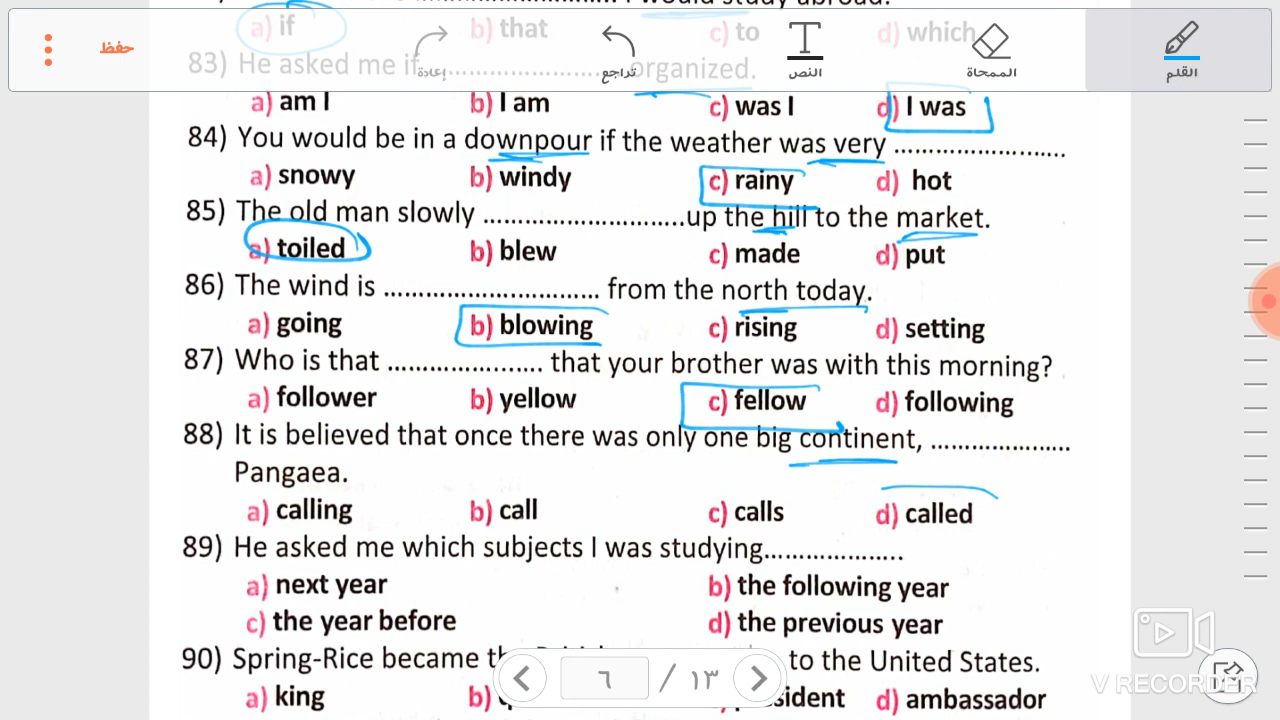 I would study abroad.
a) if b) that c) to d) which
حفظ إعادة تراجع النص الممحاة القلم
83) He asked me if ........................ organized.
a) am I b) I am c) was I d) I was
84) You would be in a downpour if the weather was very ........................
a) snowy b) windy c) rainy d) hot
85) The old man slowly ............................up the hill to the market.
a) toiled b) blew c) made d) put
86) The wind is ............................. from the north today.
a) going b) blowing c) rising d) setting
87) Who is that ..................... that your brother was with this morning?
a) follower b) yellow c) fellow d) following
88) It is believed that once there was only one big continent, ...................
Pangaea.
a) calling b) call c) calls d) called
89) He asked me which subjects I was studying...................
a) next year b) the following year
c) the year before d) the previous year
90) Spring-Rice became to the United States.
a) king b) d) ambassador
٦ / ١٣
V RECORDER